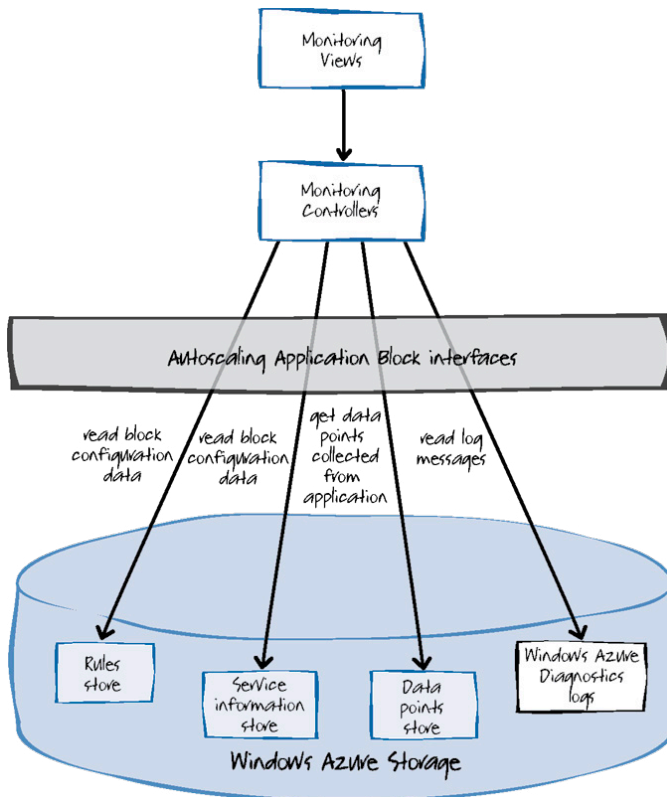 Monitoring
Views
Monitoring
Controllers
Autoscaling Application Block interfaces
read block
configuration
data
read block
configuration
data
get data
points
collected
from
application
read log
messages
Rules
store
Service
information
store
Data
points
store
Windows Azure
Diagnostics
logs
Windows Azure Storage